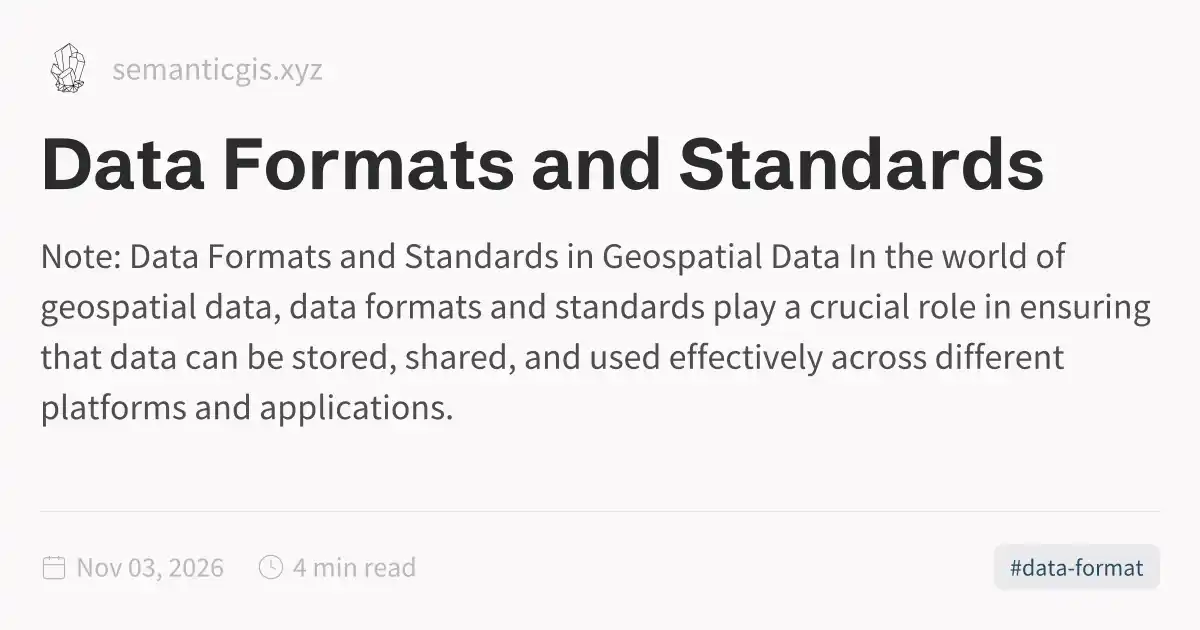 semanticgis.xyz
Data Formats and Standards
Note: Data Formats and Standards in Geospatial Data In the world of
geospatial data, data formats and standards play a crucial role in ensuring
that data can be stored, shared, and used effectively across different
platforms and applications.
Nov 03, 2026 4 min read #data-format